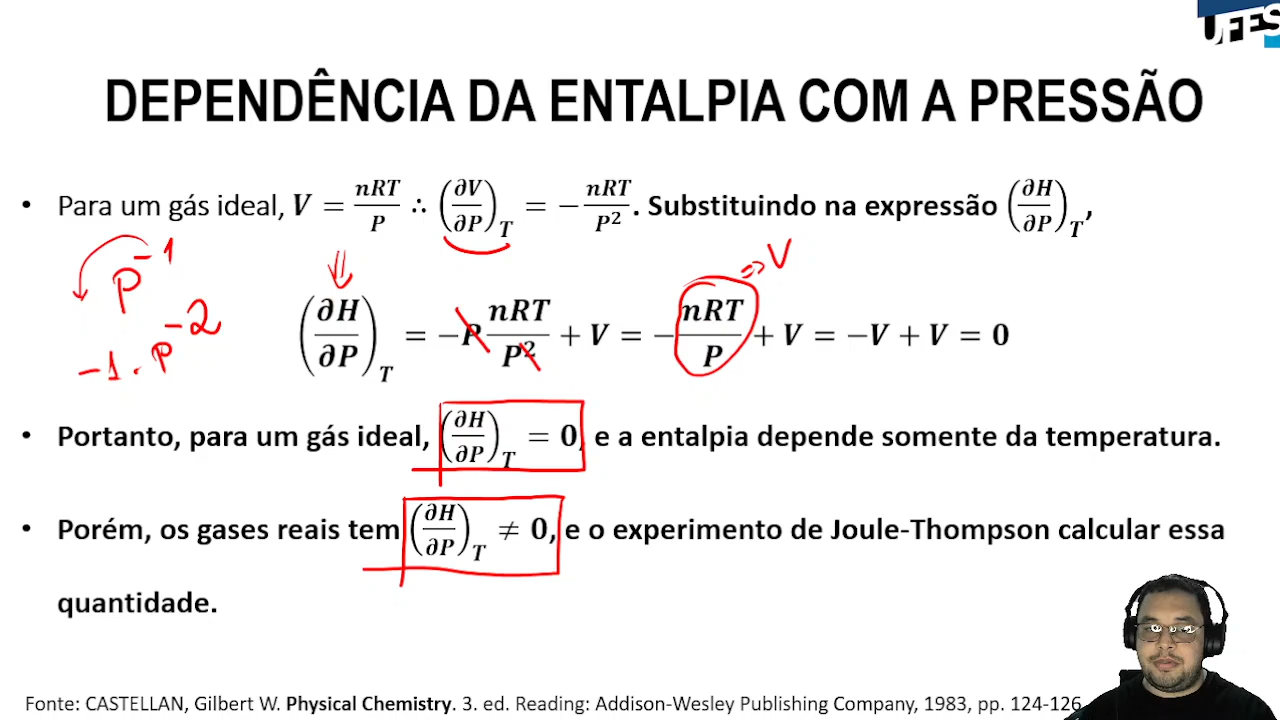 UFES
DEPENDÊNCIA DA ENTALPIA COM A PRESSÃO
• Para um gás ideal, V = nRT/P ∴ (∂V/∂P)_T = −nRT/P². Substituindo na expressão (∂H/∂P)_T,
⇒ V
P⁻¹
−1 · P⁻²
⇓
(∂H/∂P)_T = −P nRT/P² + V = −nRT/P + V = −V + V = 0
• Portanto, para um gás ideal, (∂H/∂P)_T = 0, e a entalpia depende somente da temperatura.
• Porém, os gases reais tem (∂H/∂P)_T ≠ 0, e o experimento de Joule-Thompson calcular essa
quantidade.
Fonte: CASTELLAN, Gilbert W. Physical Chemistry. 3. ed. Reading: Addison-Wesley Publishing Company, 1983, pp. 124-126.